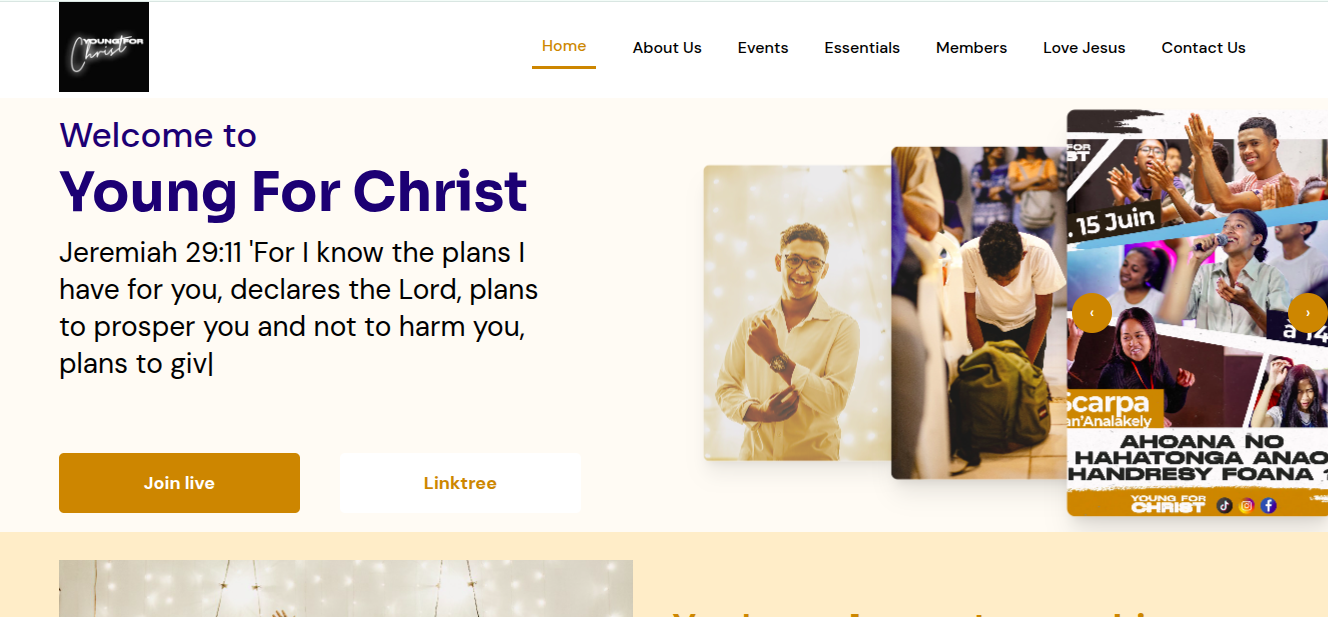 YOUNG FOR
Christ
Home
About Us
Events
Essentials
Members
Love Jesus
Contact Us
Welcome to
Young For Christ
Jeremiah 29:11 'For I know the plans I
have for you, declares the Lord, plans
to prosper you and not to harm you,
plans to giv|
Join live
Linktree
FOR
ST
. 15 Juin
‹
›
à 14
Scarpa
an'Analakely
AHOANA NO
HAHATONGA ANAO
HANDRESY FOANA ?
YOUNG FOR
CHRIST